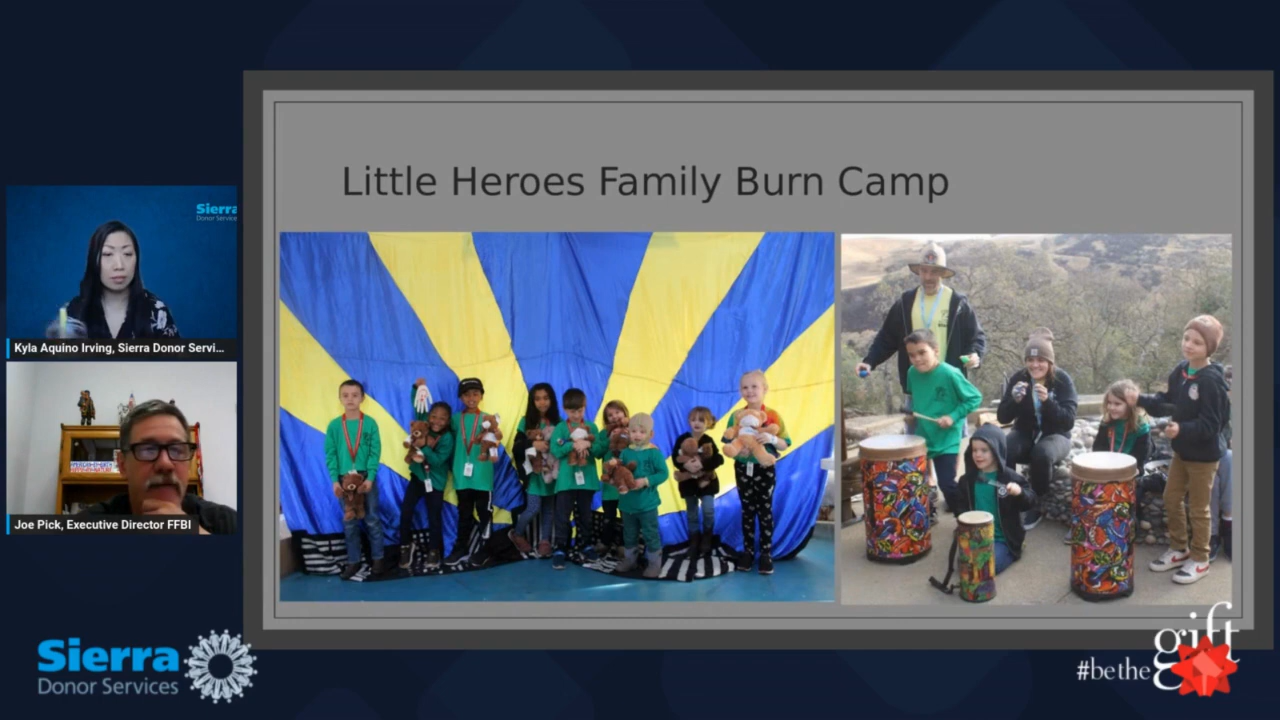 Little Heroes Family Burn Camp
Sierra
Donor Services
Kyla Aquino Irving, Sierra Donor Servi...
Joe Pick, Executive Director FFBI
Sierra
Donor Services
#bethe
gift